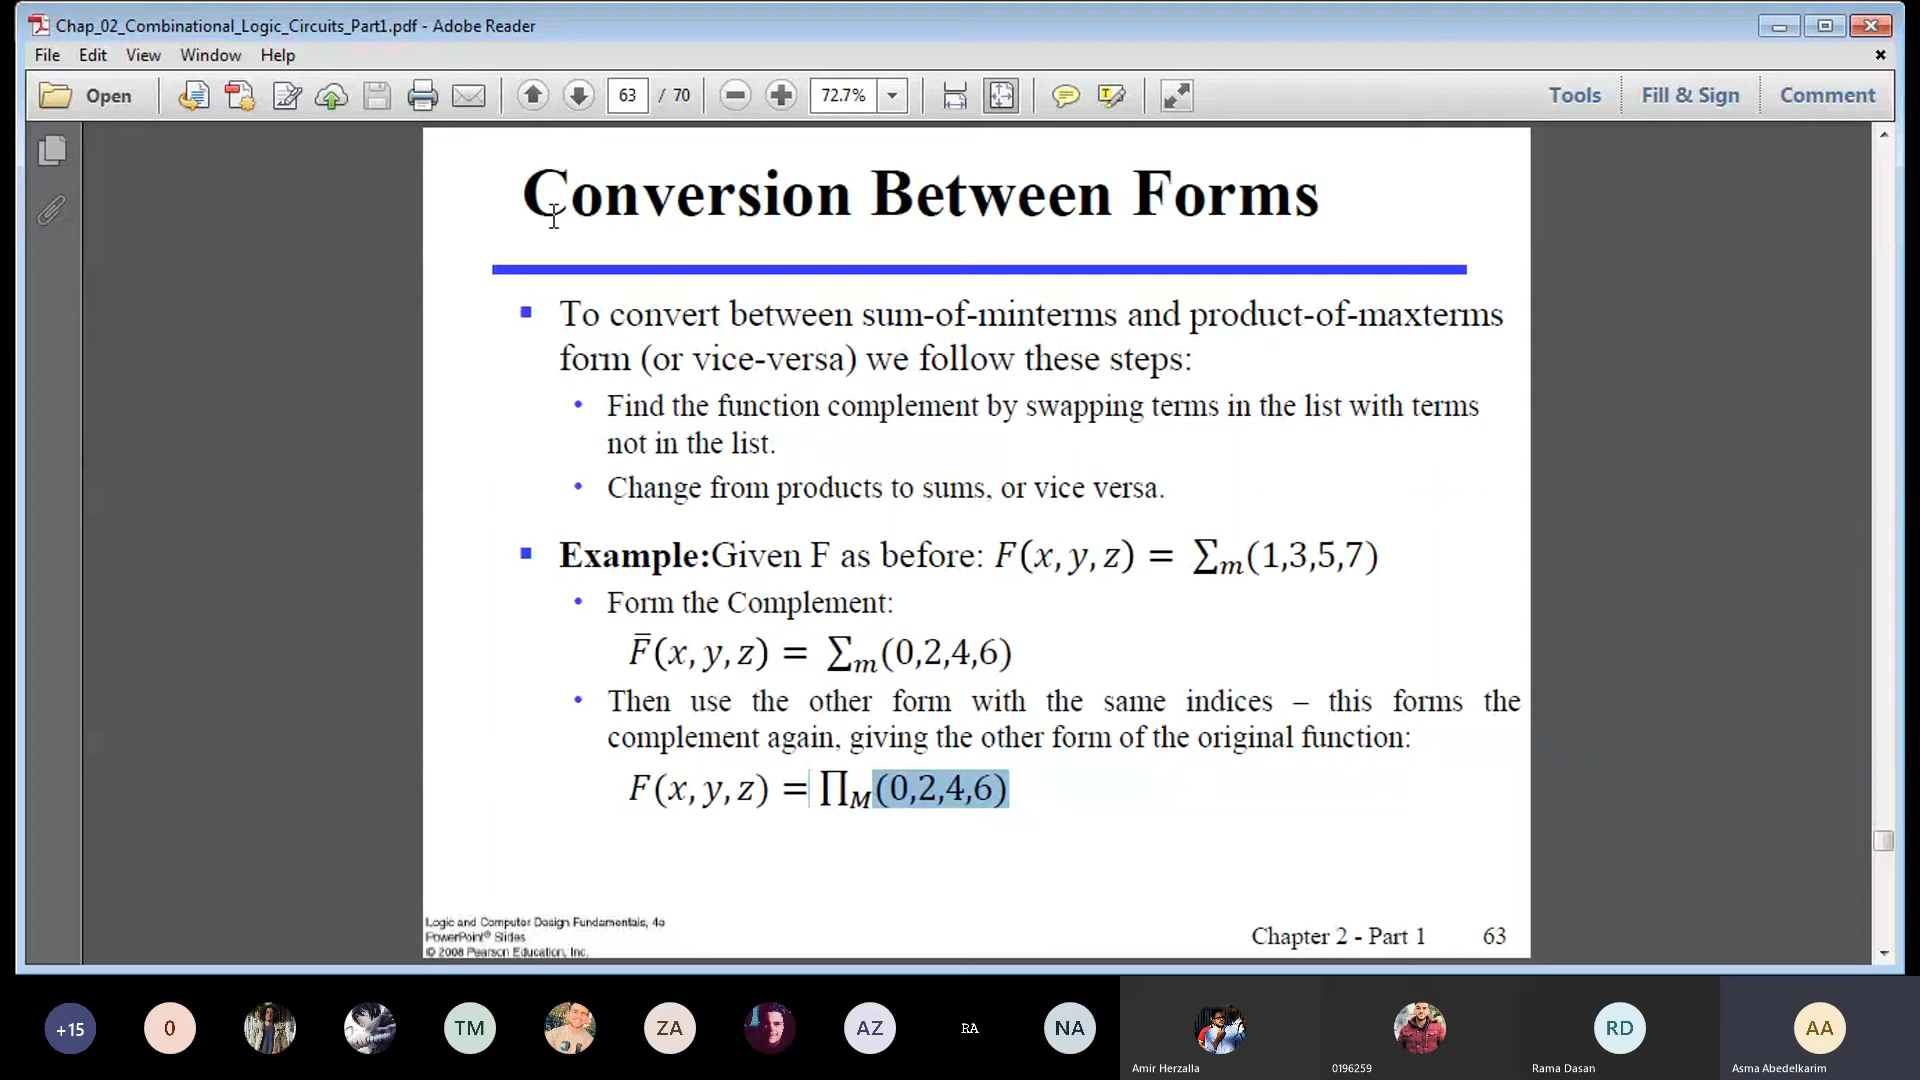 Chap_02_Combinational_Logic_Circuits_Part1.pdf - Adobe Reader
File Edit View Window Help
Open 63 / 70 72.7% Tools Fill & Sign Comment
Conversion Between Forms
▪ To convert between sum-of-minterms and product-of-maxterms
form (or vice-versa) we follow these steps:
• Find the function complement by swapping terms in the list with terms
not in the list.
• Change from products to sums, or vice versa.
▪ Example:Given F as before: F(x, y, z) = ∑m(1,3,5,7)
• Form the Complement:
F̅(x, y, z) = ∑m(0,2,4,6)
• Then use the other form with the same indices – this forms the
complement again, giving the other form of the original function:
F(x, y, z) = ∏M(0,2,4,6)
Logic and Computer Design Fundamentals, 4e
PowerPoint® Slides
© 2008 Pearson Education, Inc.
Chapter 2 - Part 1 63
+15 0 TM ZA AZ RA NA RD AA
Amir Herzalla 0196259 Rama Dasan Asma Abedelkarim